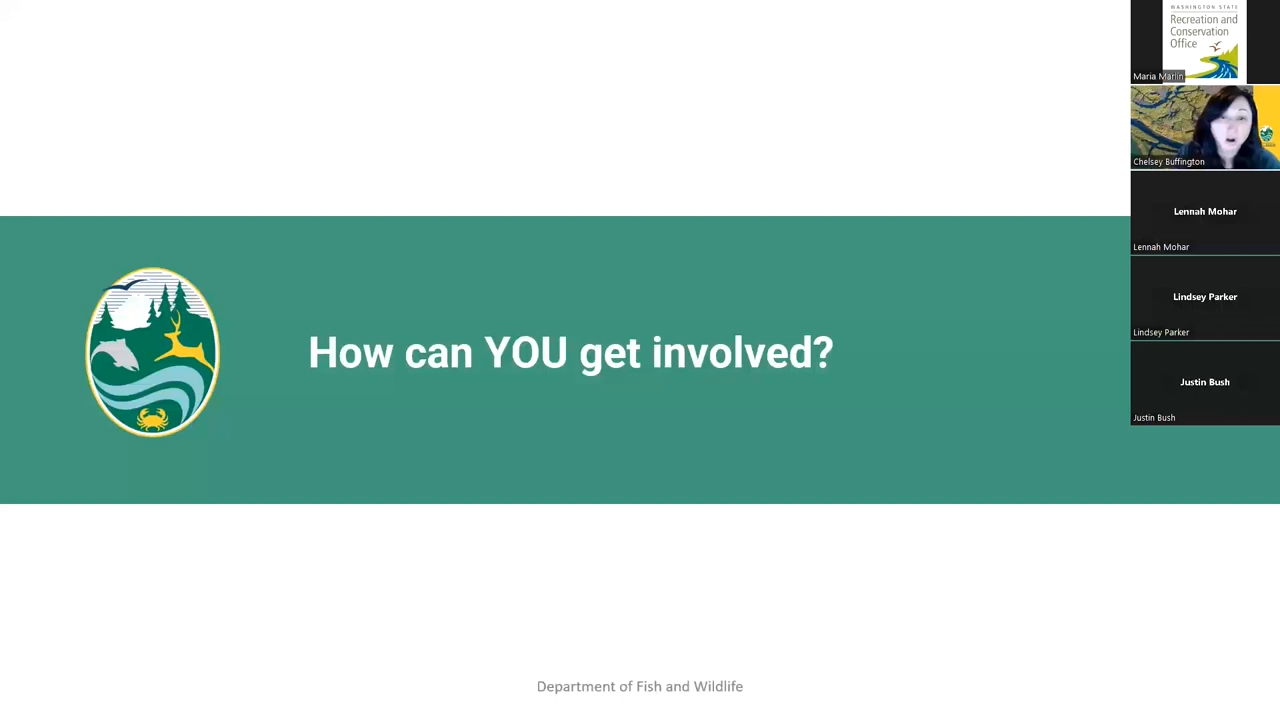 WASHINGTON STATE
Recreation and
Conservation
Office
Maria Marlin
Chelsey Buffington
Lennah Mohar
Lennah Mohar
Lindsey Parker
Lindsey Parker
Justin Bush
Justin Bush
How can YOU get involved?
Department of Fish and Wildlife